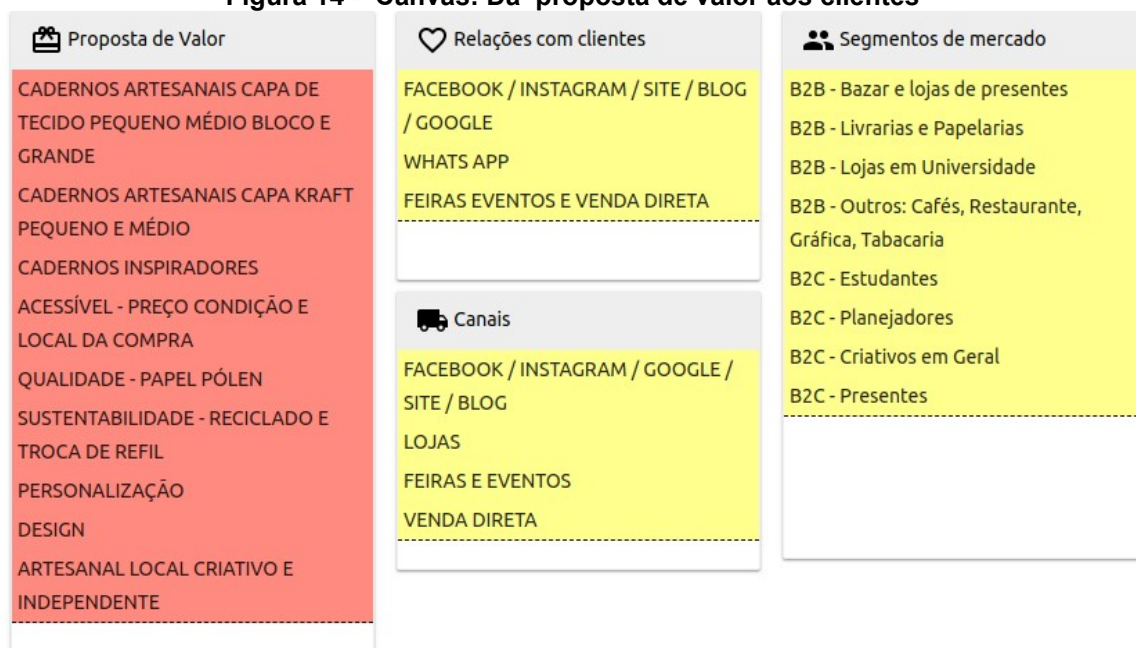 Figura 14 – Canvas: Da proposta de valor aos clientes
Proposta de Valor
CADERNOS ARTESANAIS CAPA DE
TECIDO PEQUENO MÉDIO BLOCO E
GRANDE
CADERNOS ARTESANAIS CAPA KRAFT
PEQUENO E MÉDIO
CADERNOS INSPIRADORES
ACESSÍVEL - PREÇO CONDIÇÃO E
LOCAL DA COMPRA
QUALIDADE - PAPEL PÓLEN
SUSTENTABILIDADE - RECICLADO E
TROCA DE REFIL
PERSONALIZAÇÃO
DESIGN
ARTESANAL LOCAL CRIATIVO E
INDEPENDENTE
Relações com clientes
FACEBOOK / INSTAGRAM / SITE / BLOG
/ GOOGLE
WHATS APP
FEIRAS EVENTOS E VENDA DIRETA
Canais
FACEBOOK / INSTAGRAM / GOOGLE /
SITE / BLOG
LOJAS
FEIRAS E EVENTOS
VENDA DIRETA
Segmentos de mercado
B2B - Bazar e lojas de presentes
B2B - Livrarias e Papelarias
B2B - Lojas em Universidade
B2B - Outros: Cafés, Restaurante,
Gráfica, Tabacaria
B2C - Estudantes
B2C - Planejadores
B2C - Criativos em Geral
B2C - Presentes